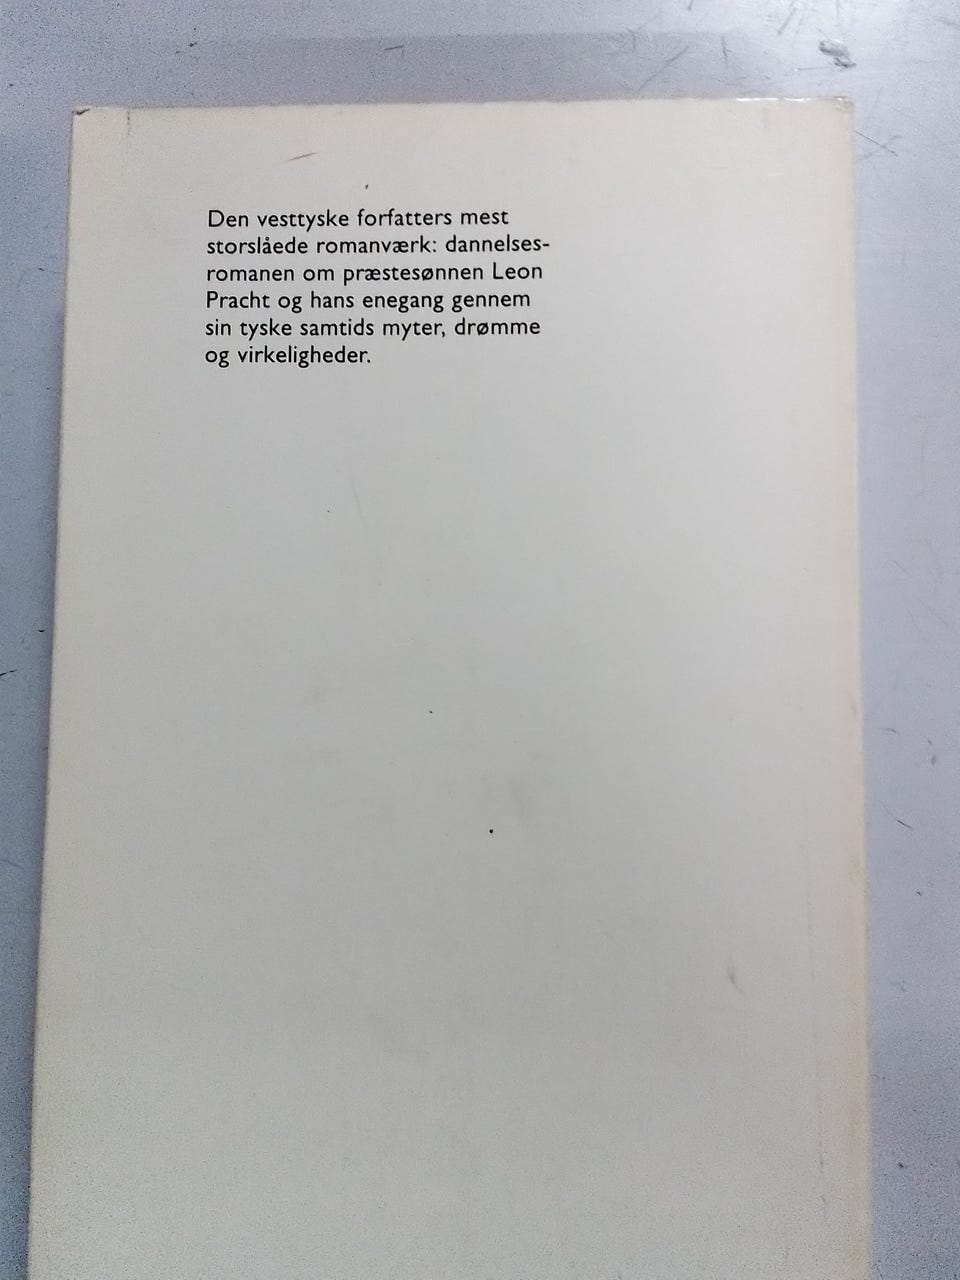 Den vesttyske forfatters mest
storslåede romanværk: dannelses-
romanen om præstesønnen Leon
Pracht og hans enegang gennem
sin tyske samtids myter, drømme
og virkeligheder.